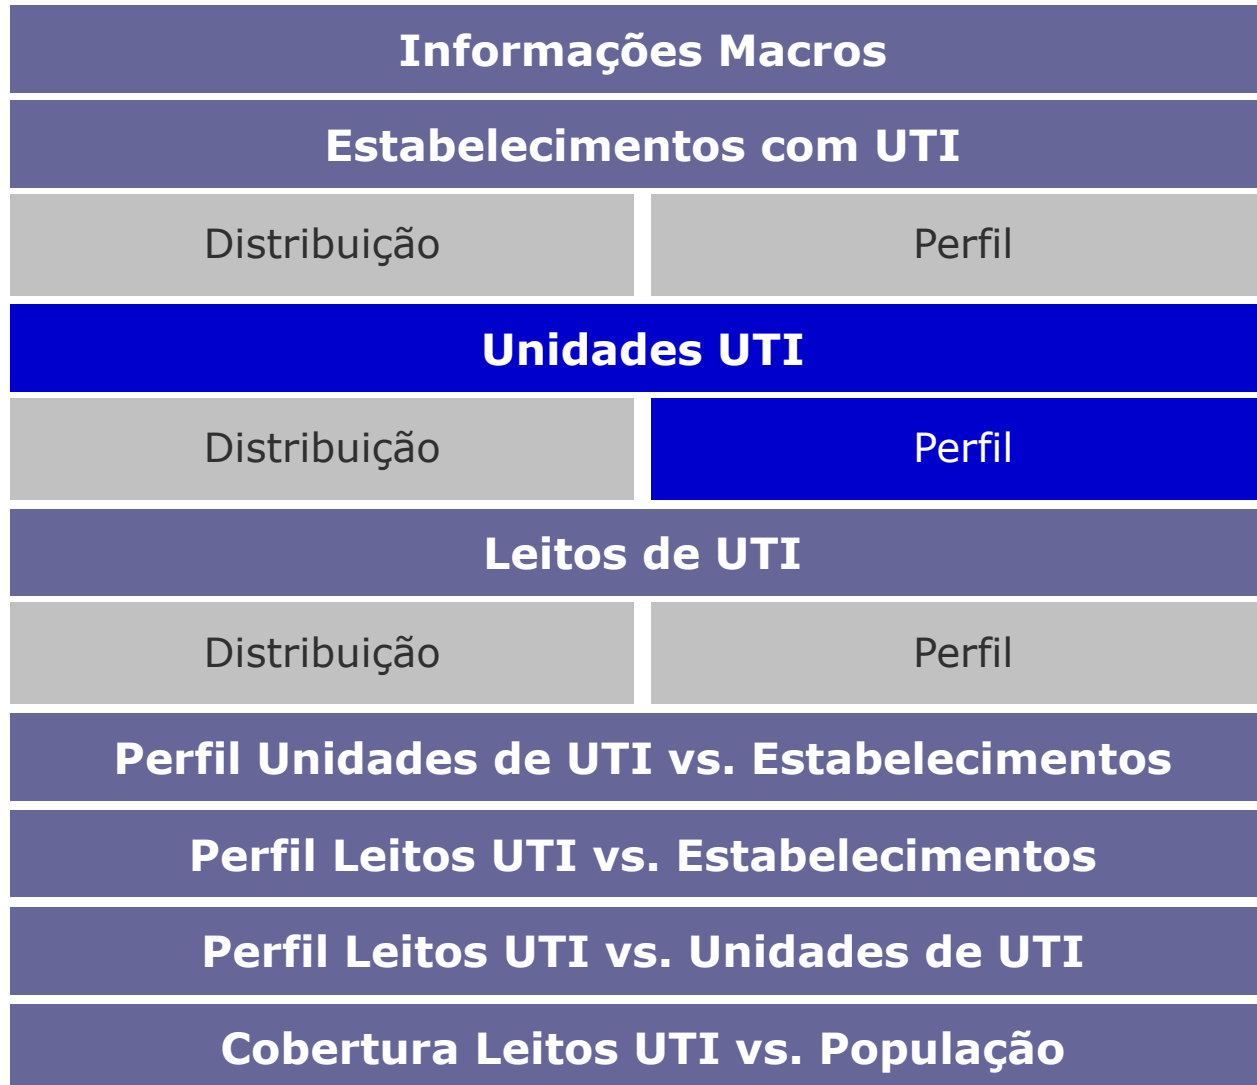 Informações Macros
Estabelecimentos com UTI
Distribuição
Perfil
Unidades UTI
Distribuição
Perfil
Leitos de UTI
Distribuição
Perfil
Perfil Unidades de UTI vs. Estabelecimentos
Perfil Leitos UTI vs. Estabelecimentos
Perfil Leitos UTI vs. Unidades de UTI
Cobertura Leitos UTI vs. População